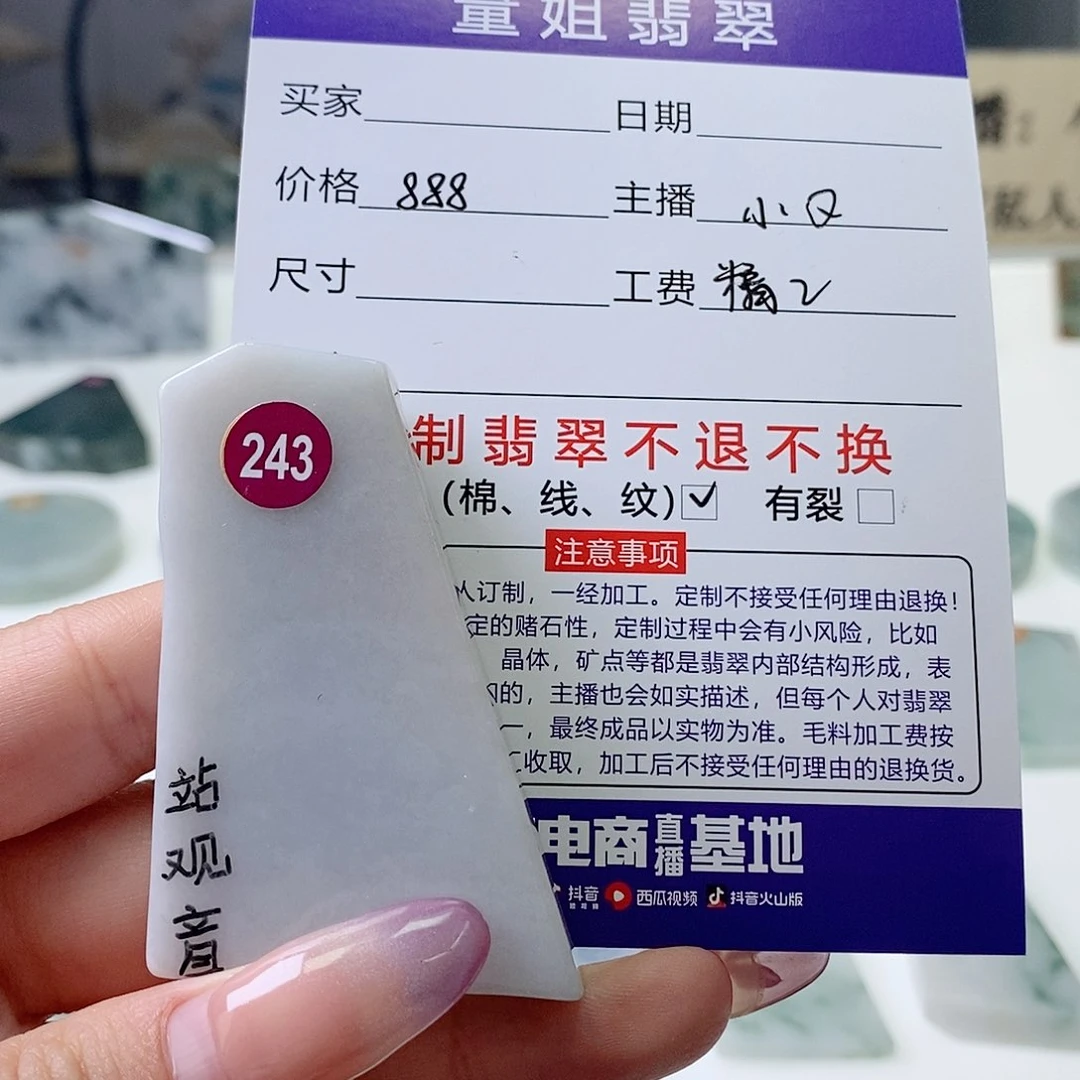 董姐翡翠
买家 日期
价格 888 主播 小又
尺寸 工费 精工
制翡翠不退不换
(棉、线、纹) 有裂
注意事项
人订制，一经加工。定制不接受任何理由退换！
定的赌石性，定制过程中会有小风险，比如
晶体，矿点等都是翡翠内部结构形成，表
的，主播也会如实描述，但每个人对翡翠
一，最终成品以实物为准。毛料加工费按
收取，加工后不接受任何理由的退换货。
电商直播基地
抖音 西瓜视频 抖音火山版
243
站观音